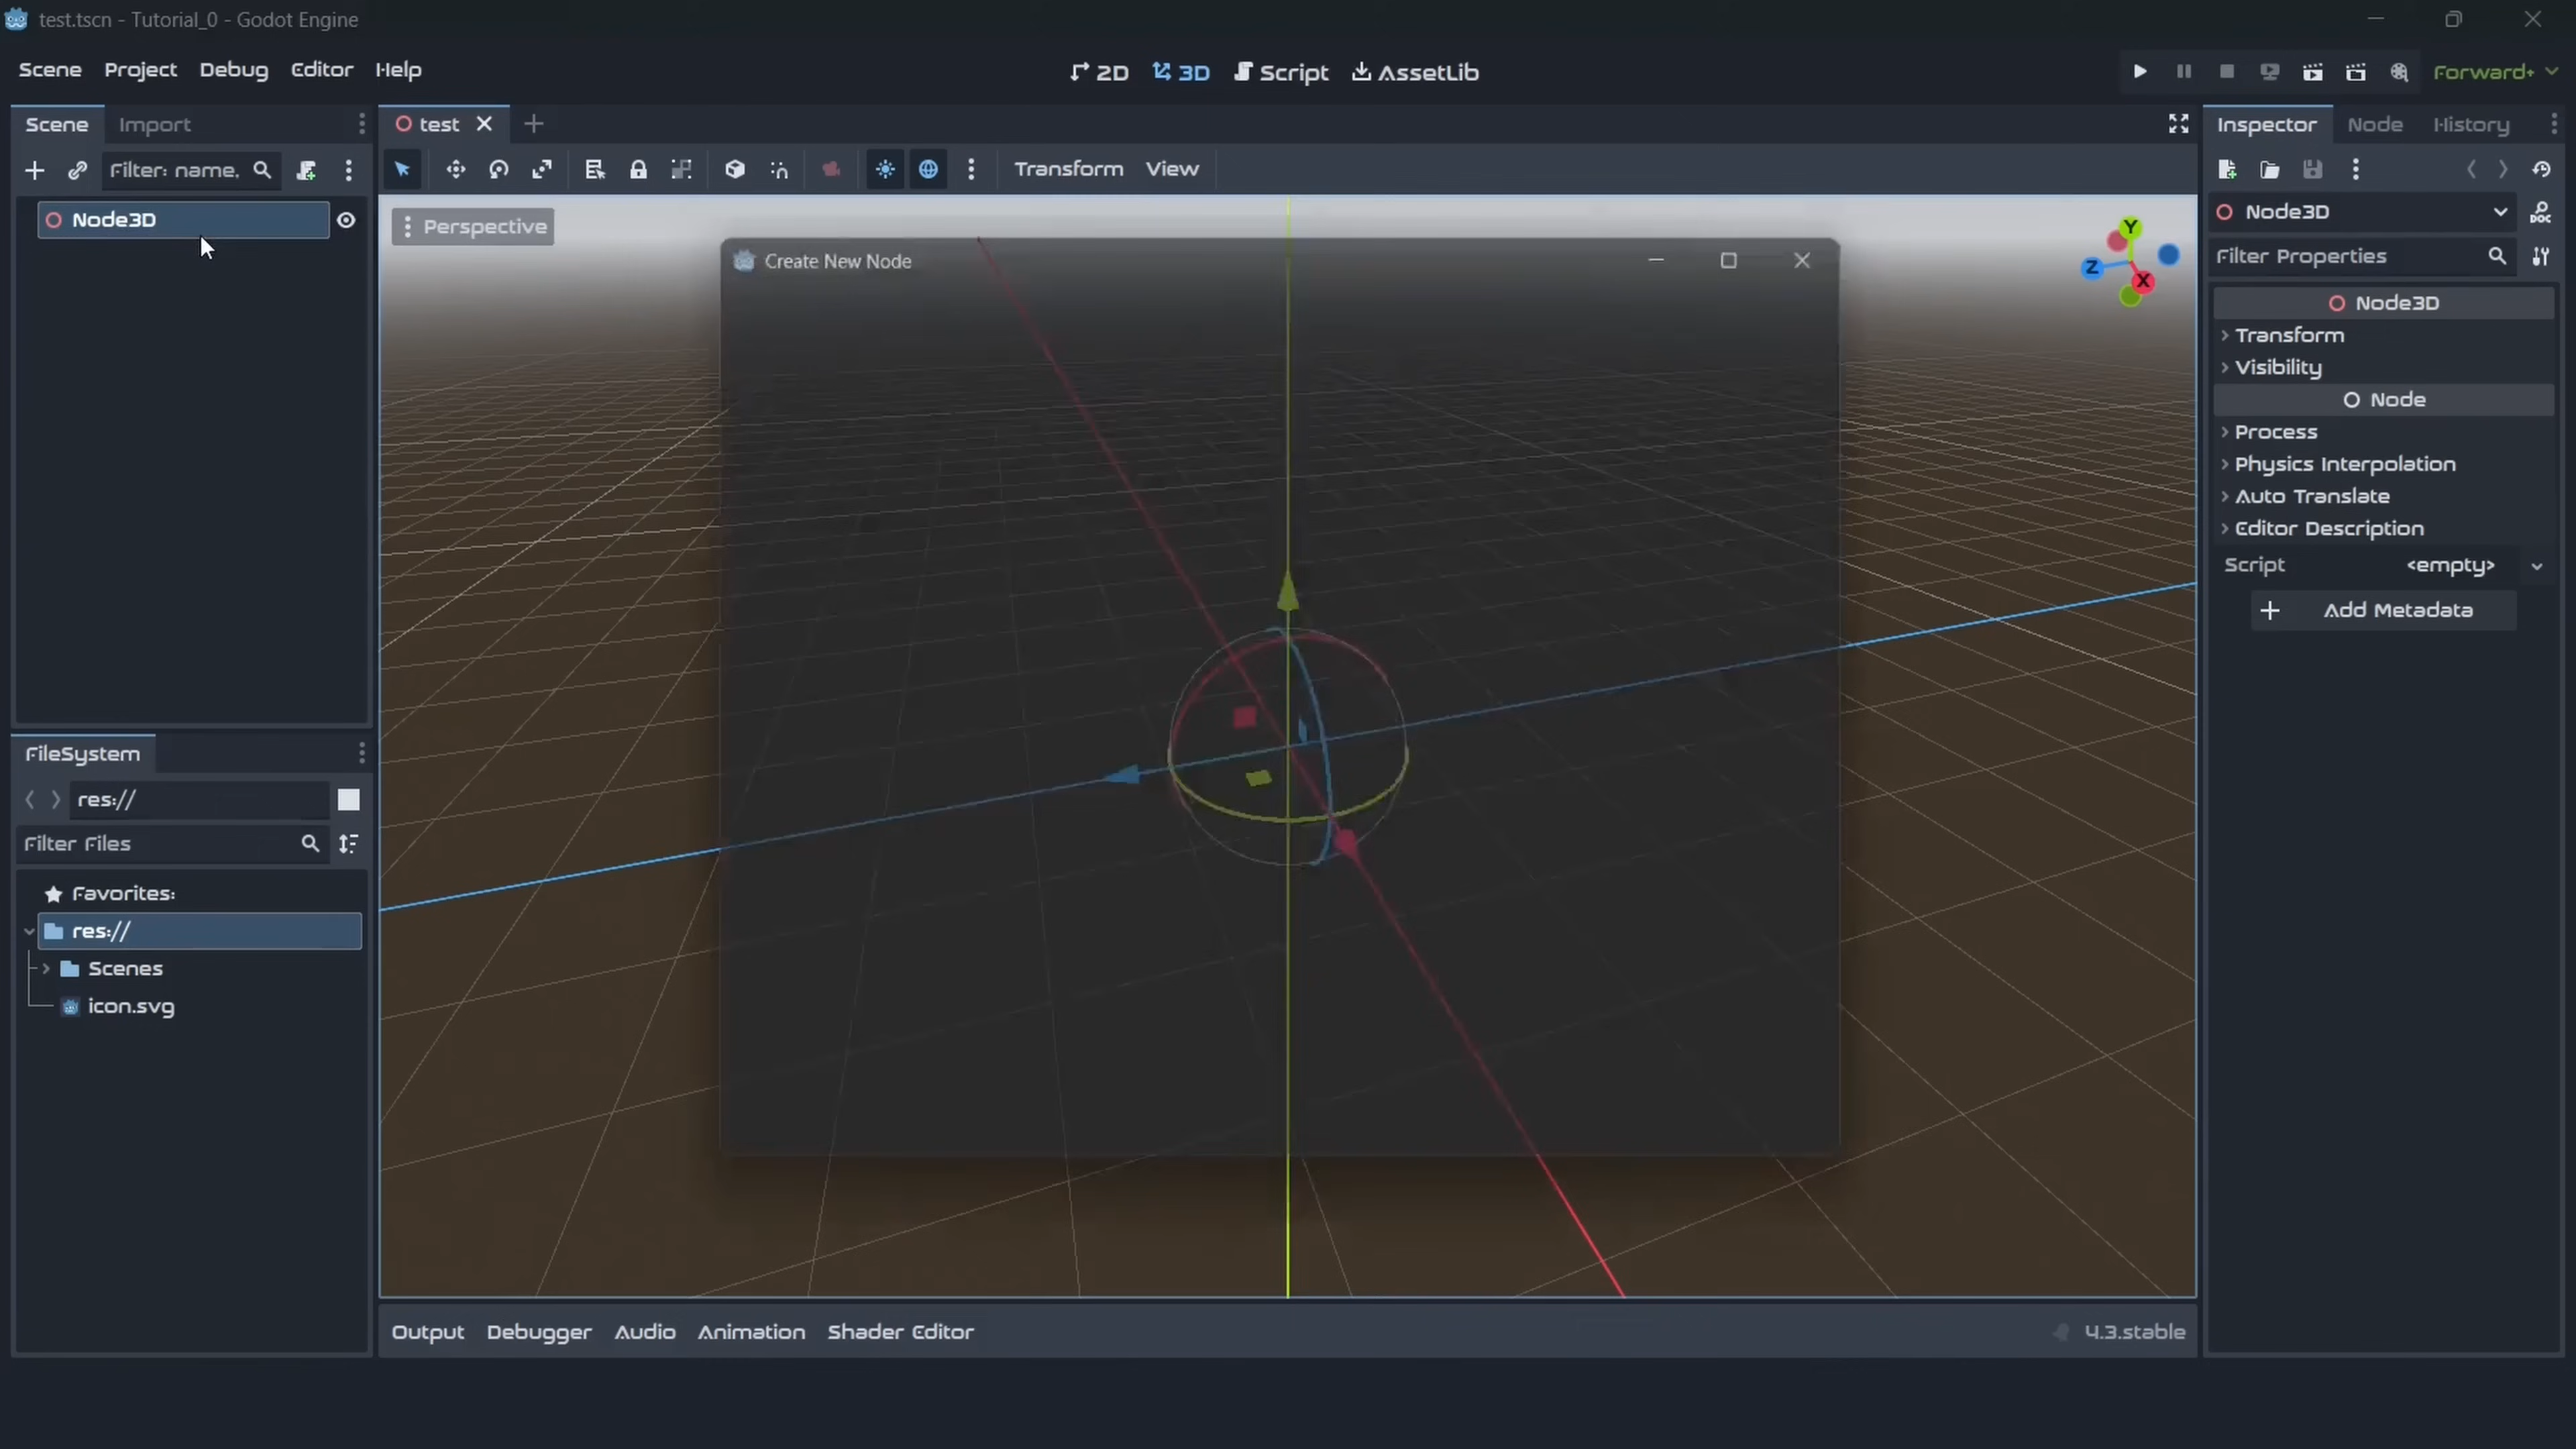 test.tscn - Tutorial_0 - Godot Engine
Scene Project Debug Editor Help
2D 3D Script AssetLib
Forward+
Scene Import
test
Inspector Node History
Filter: name,
Transform View
Node3D
Perspective
Y
Z
X
Create New Node
Node3D
DOC
Filter Properties
Node3D
Transform
Visibility
Node
Process
Physics Interpolation
Auto Translate
Editor Description
Script <empty>
Add Metadata
FileSystem
res://
Filter Files
Favorites:
res://
Scenes
icon.svg
Output Debugger Audio Animation Shader Editor
4.3.stable